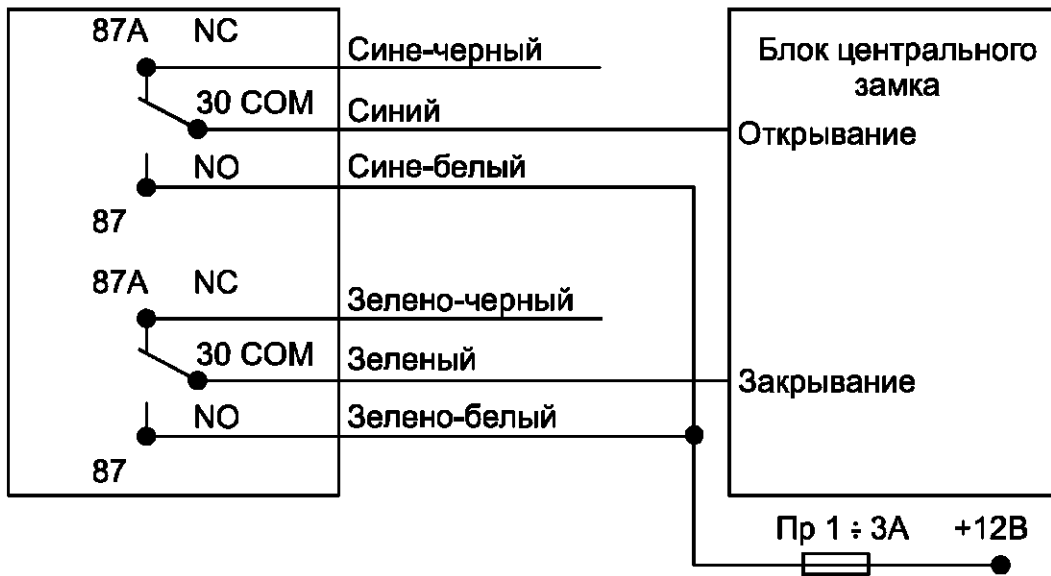 87A NC
Сине-черный
30 COM
Синий
NO
Сине-белый
87
87A NC
Зелено-черный
30 COM
Зеленый
NO
Зелено-белый
87
Блок центрального
замка
Открывание
Закрывание
Пр 1 ÷ 3А +12В